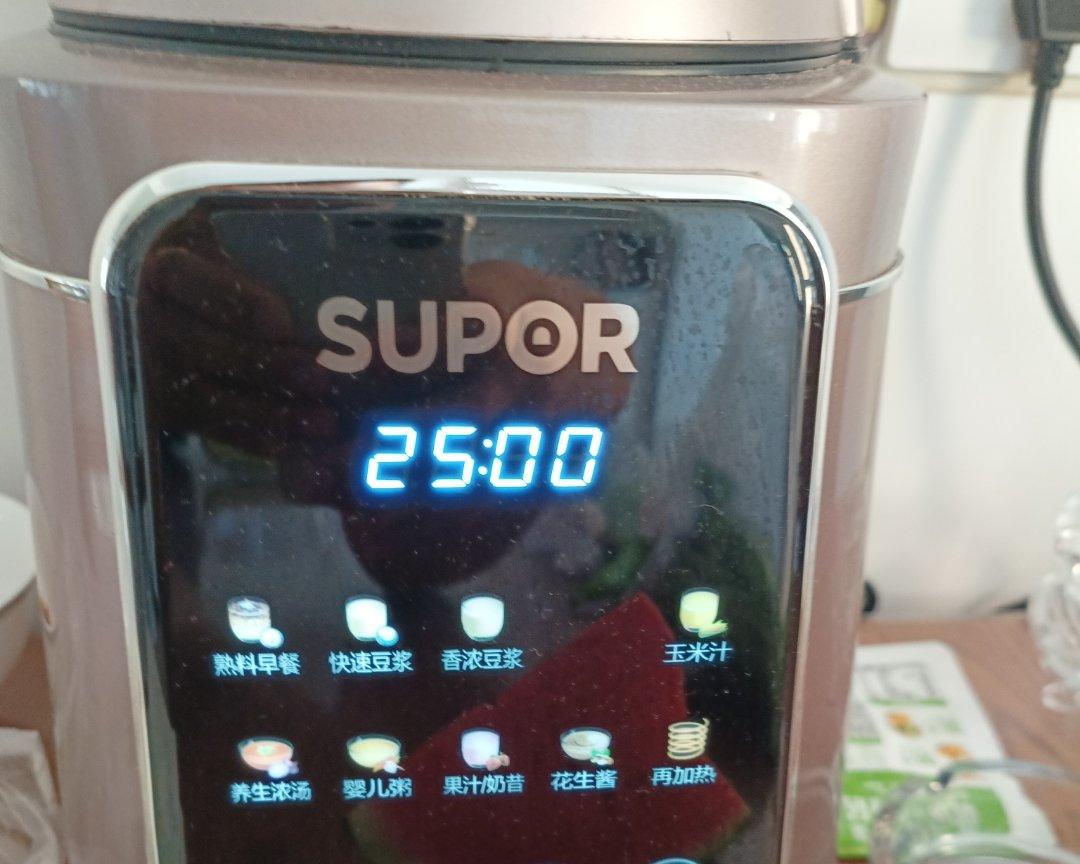 SUPOR
25:00
熟料早餐 快速豆浆 香浓豆浆 玉米汁
养生浓汤 婴儿粥 果汁/奶昔 花生酱 再加热